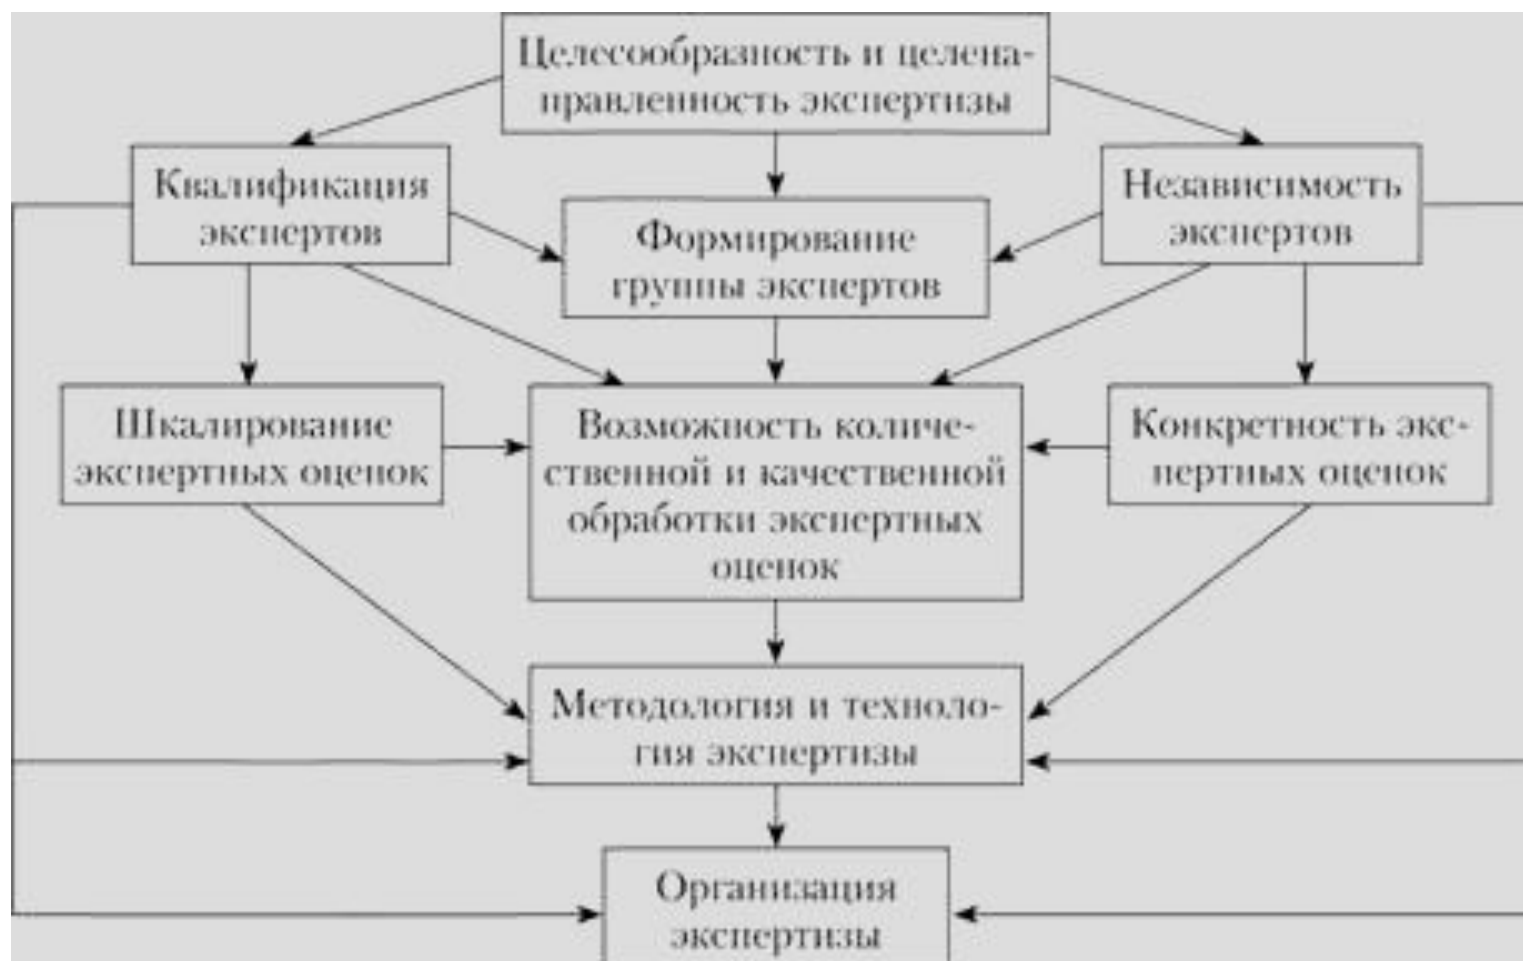 Целесообразность и целена-
правленность экспертизы
Квалификация
экспертов
Независимость
экспертов
Формирование
группы экспертов
Шкалирование
экспертных оценок
Возможность количе-
ственной и качественной
обработки экспертных
оценок
Конкретность экс-
пертных оценок
Методология и техноло-
гия экспертизы
Организация
экспертизы